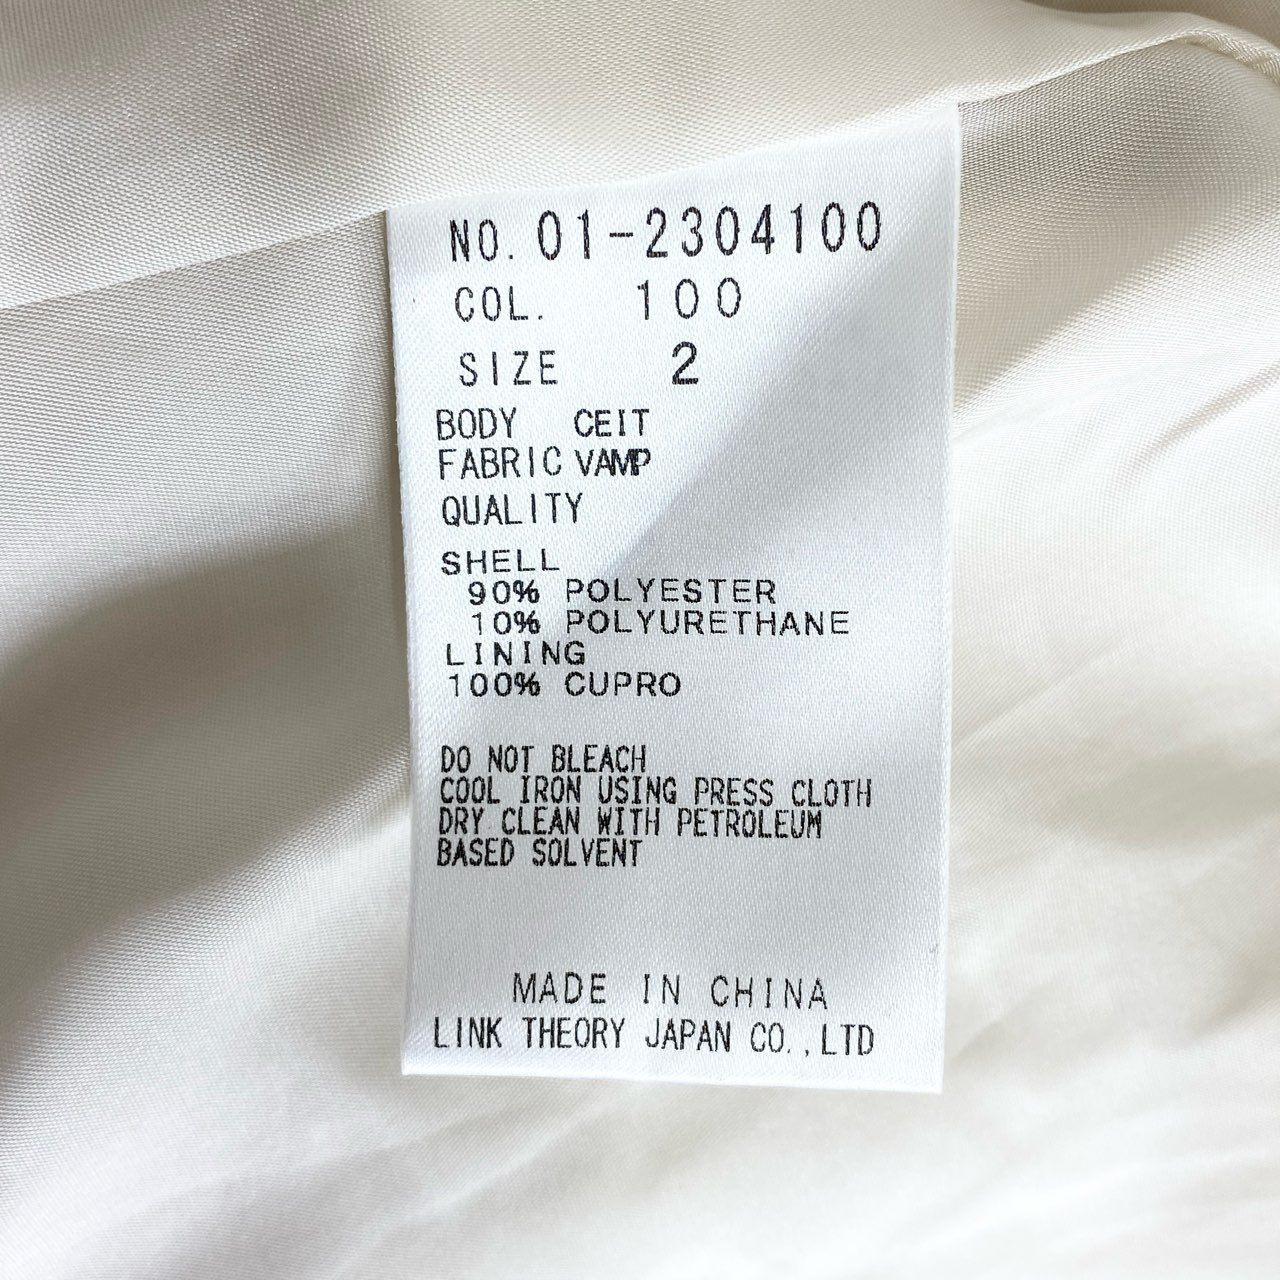 NO. 01-2304100
COL. 100
SIZE 2
BODY CEIT
FABRIC VAMP
QUALITY
SHELL
90% POLYESTER
10% POLYURETHANE
LINING
100% CUPRO
DO NOT BLEACH
COOL IRON USING PRESS CLOTH
DRY CLEAN WITH PETROLEUM
BASED SOLVENT
MADE IN CHINA
LINK THEORY JAPAN CO.,LTD